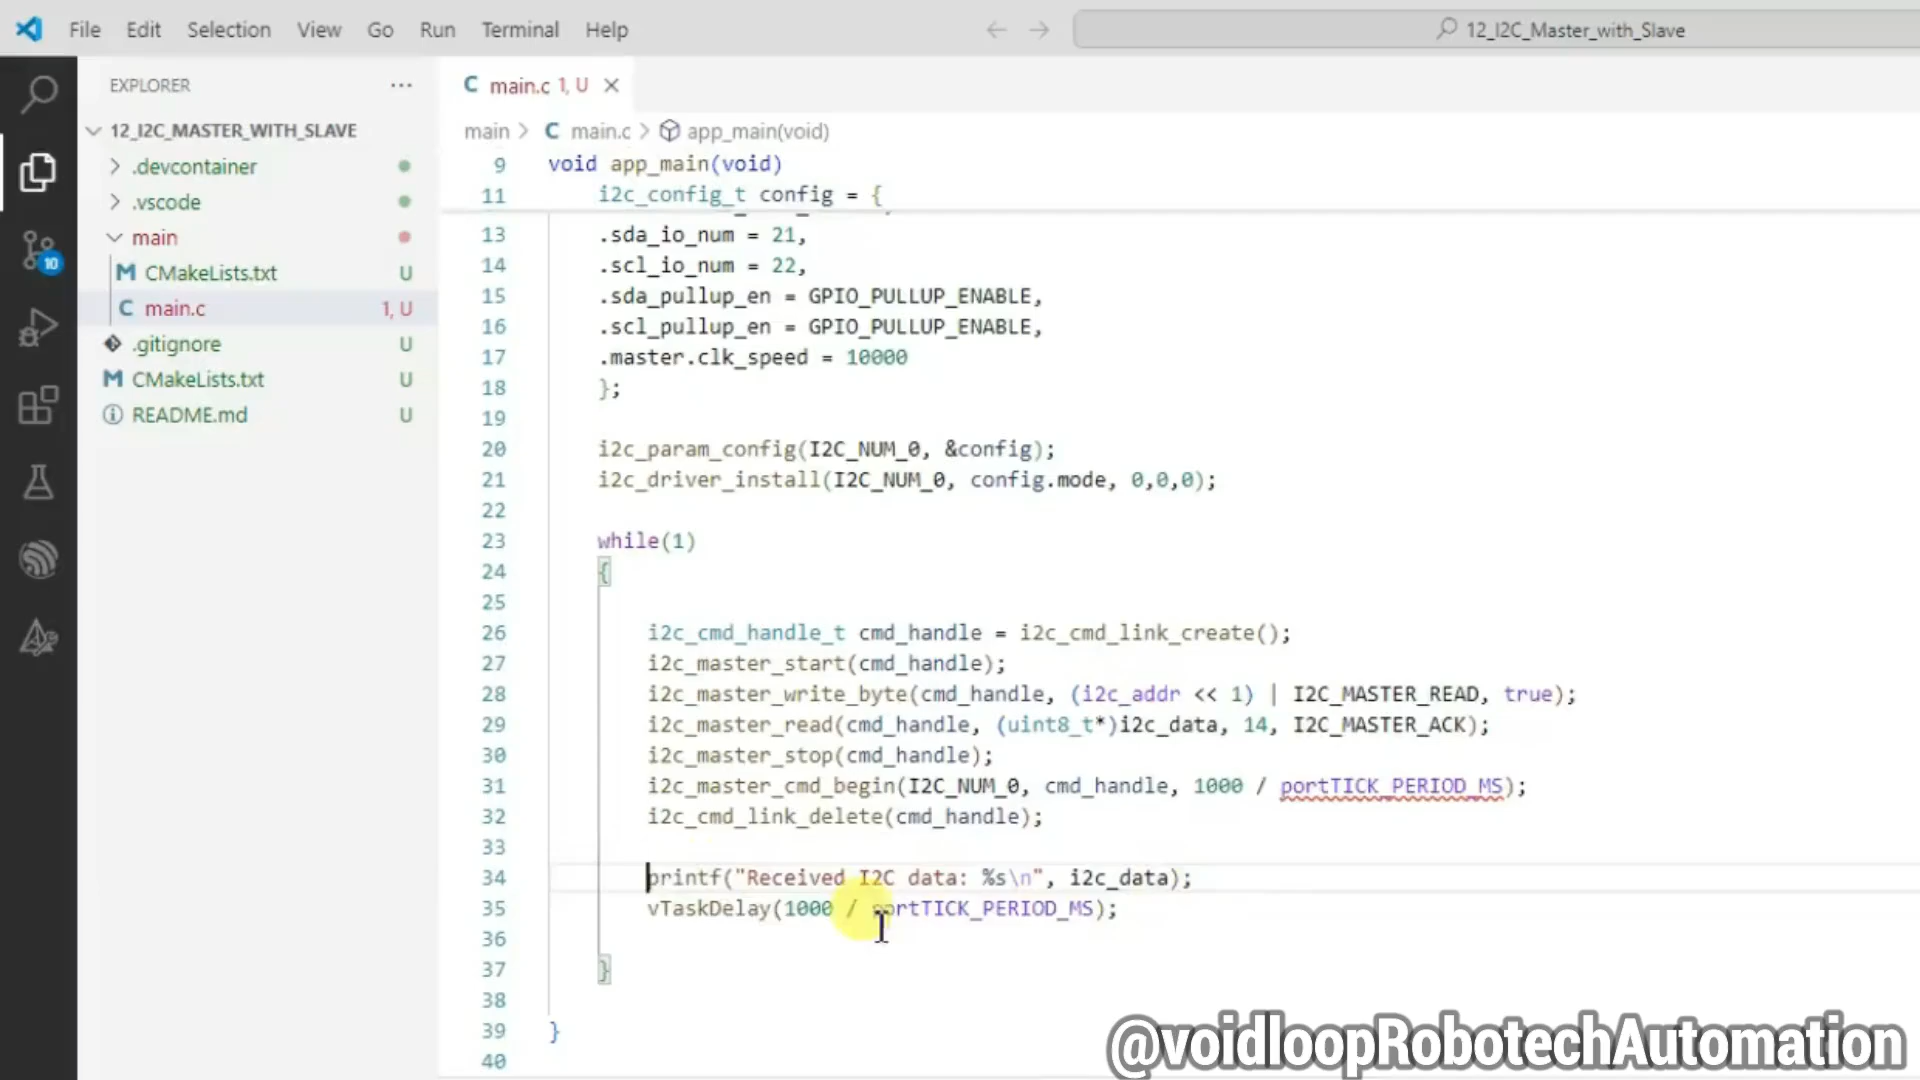 File Edit Selection View Go Run Terminal Help
12_I2C_Master_with_Slave
EXPLORER
main.c 1, U
12_I2C_MASTER_WITH_SLAVE
main > C main.c > app_main(void)
.devcontainer
.vscode
main
CMakeLists.txt U
C main.c 1, U
.gitignore U
CMakeLists.txt U
README.md U
10
9 void app_main(void)
11 i2c_config_t config = {
13 .sda_io_num = 21,
14 .scl_io_num = 22,
15 .sda_pullup_en = GPIO_PULLUP_ENABLE,
16 .scl_pullup_en = GPIO_PULLUP_ENABLE,
17 .master.clk_speed = 10000
18 };
19
20 i2c_param_config(I2C_NUM_0, &config);
21 i2c_driver_install(I2C_NUM_0, config.mode, 0,0,0);
22
23 while(1)
24 {
25
26 i2c_cmd_handle_t cmd_handle = i2c_cmd_link_create();
27 i2c_master_start(cmd_handle);
28 i2c_master_write_byte(cmd_handle, (i2c_addr << 1) | I2C_MASTER_READ, true);
29 i2c_master_read(cmd_handle, (uint8_t*)i2c_data, 14, I2C_MASTER_ACK);
30 i2c_master_stop(cmd_handle);
31 i2c_master_cmd_begin(I2C_NUM_0, cmd_handle, 1000 / portTICK_PERIOD_MS);
32 i2c_cmd_link_delete(cmd_handle);
33
34 printf("Received I2C data: %s\n", i2c_data);
35 vTaskDelay(1000 / portTICK_PERIOD_MS);
36
37 }
38
39 }
40
@voidloopRobotechAutomation